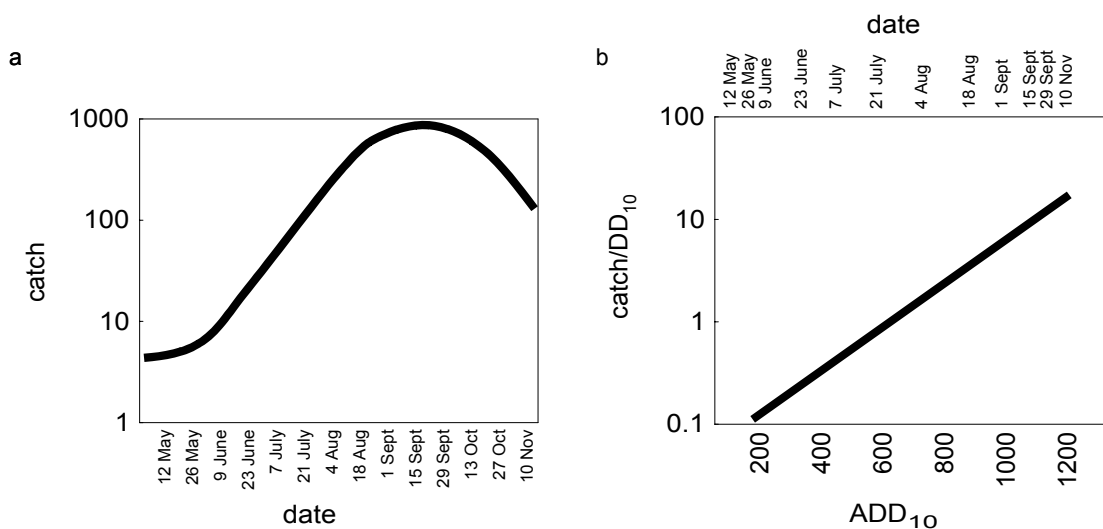 a
1000
100
10
1
catch
12 May
26 May
9 June
23 June
7 July
21 July
4 Aug
18 Aug
1 Sept
15 Sept
29 Sept
13 Oct
27 Oct
10 Nov
date
b
date
12 May
26 May
9 June
23 June
7 July
21 July
4 Aug
18 Aug
1 Sept
15 Sept
29 Sept
10 Nov
100
10
1
0.1
catch/DD10
200
400
600
800
1000
1200
ADD10